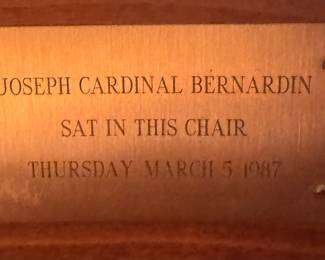 JOSEPH CARDINAL BERNARDIN
SAT IN THIS CHAIR
THURSDAY MARCH 5 1987